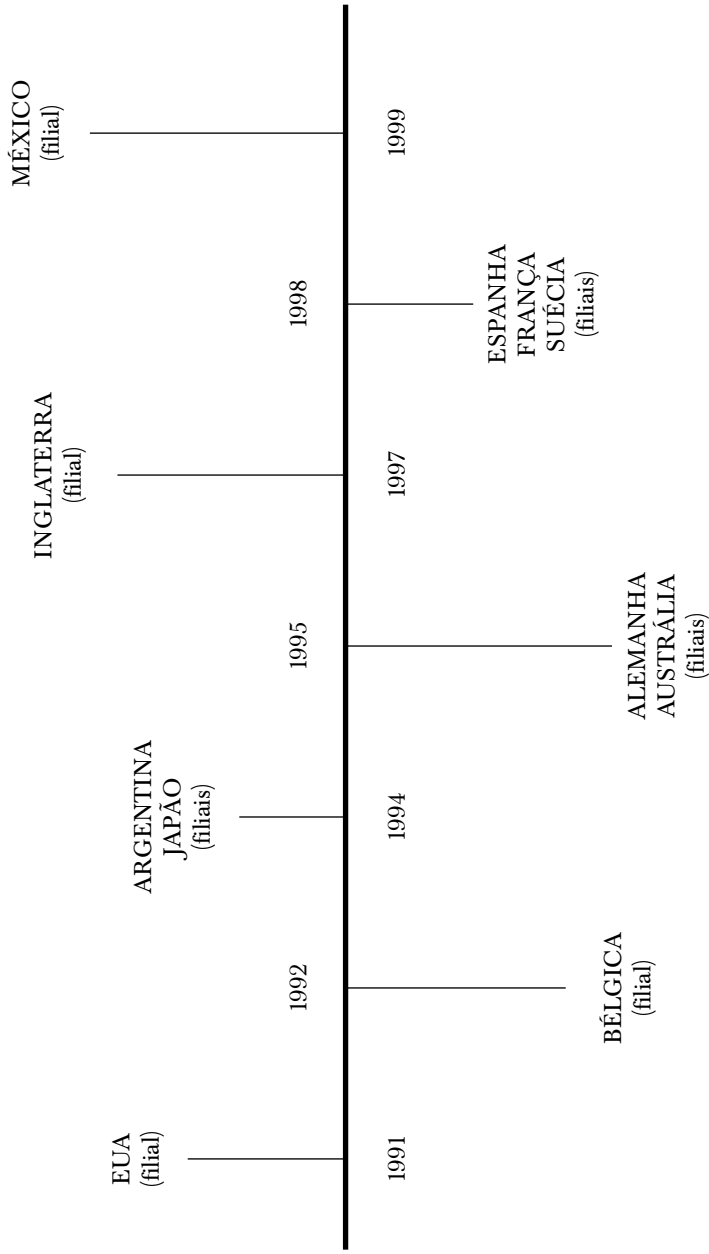 EUA
(filial)
1991
1992
BÉLGICA
(filial)
ARGENTINA
JAPÃO
(filiais)
1994
1995
ALEMANHA
AUSTRÁLIA
(filiais)
INGLATERRA
(filial)
1997
1998
ESPANHA
FRANÇA
SUÉCIA
(filiais)
MÉXICO
(filial)
1999